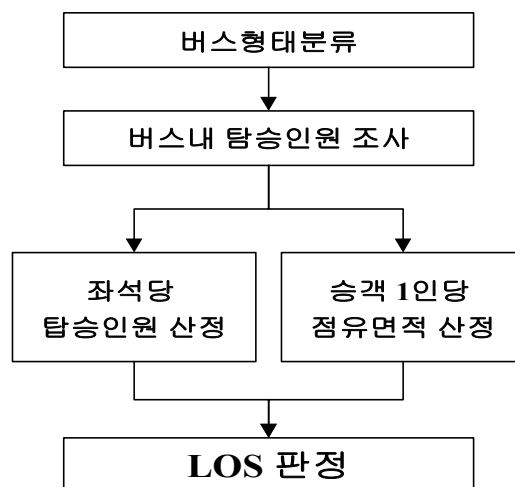 버스형태분류
버스내 탑승인원 조사
좌석당
탑승인원 산정
승객 1인당
점유면적 산정
LOS 판정